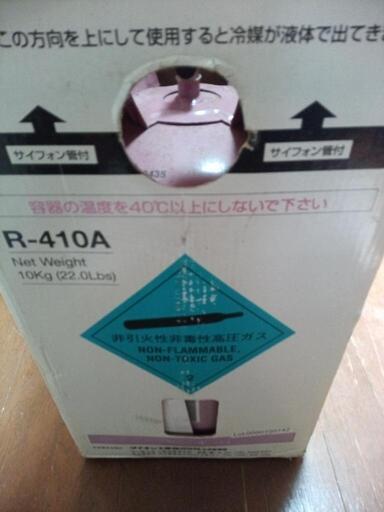 この方向を上にして使用すると冷媒が液体で出てき
サイフォン管付
サイフォン管付
容器の温度を40℃以上にしないで下さい
R-410A
Net Weight
10Kg (22.0Lbs)
非引火性非毒性高圧ガス
NON-FLAMMABLE,
NON-TOXIC GAS
2